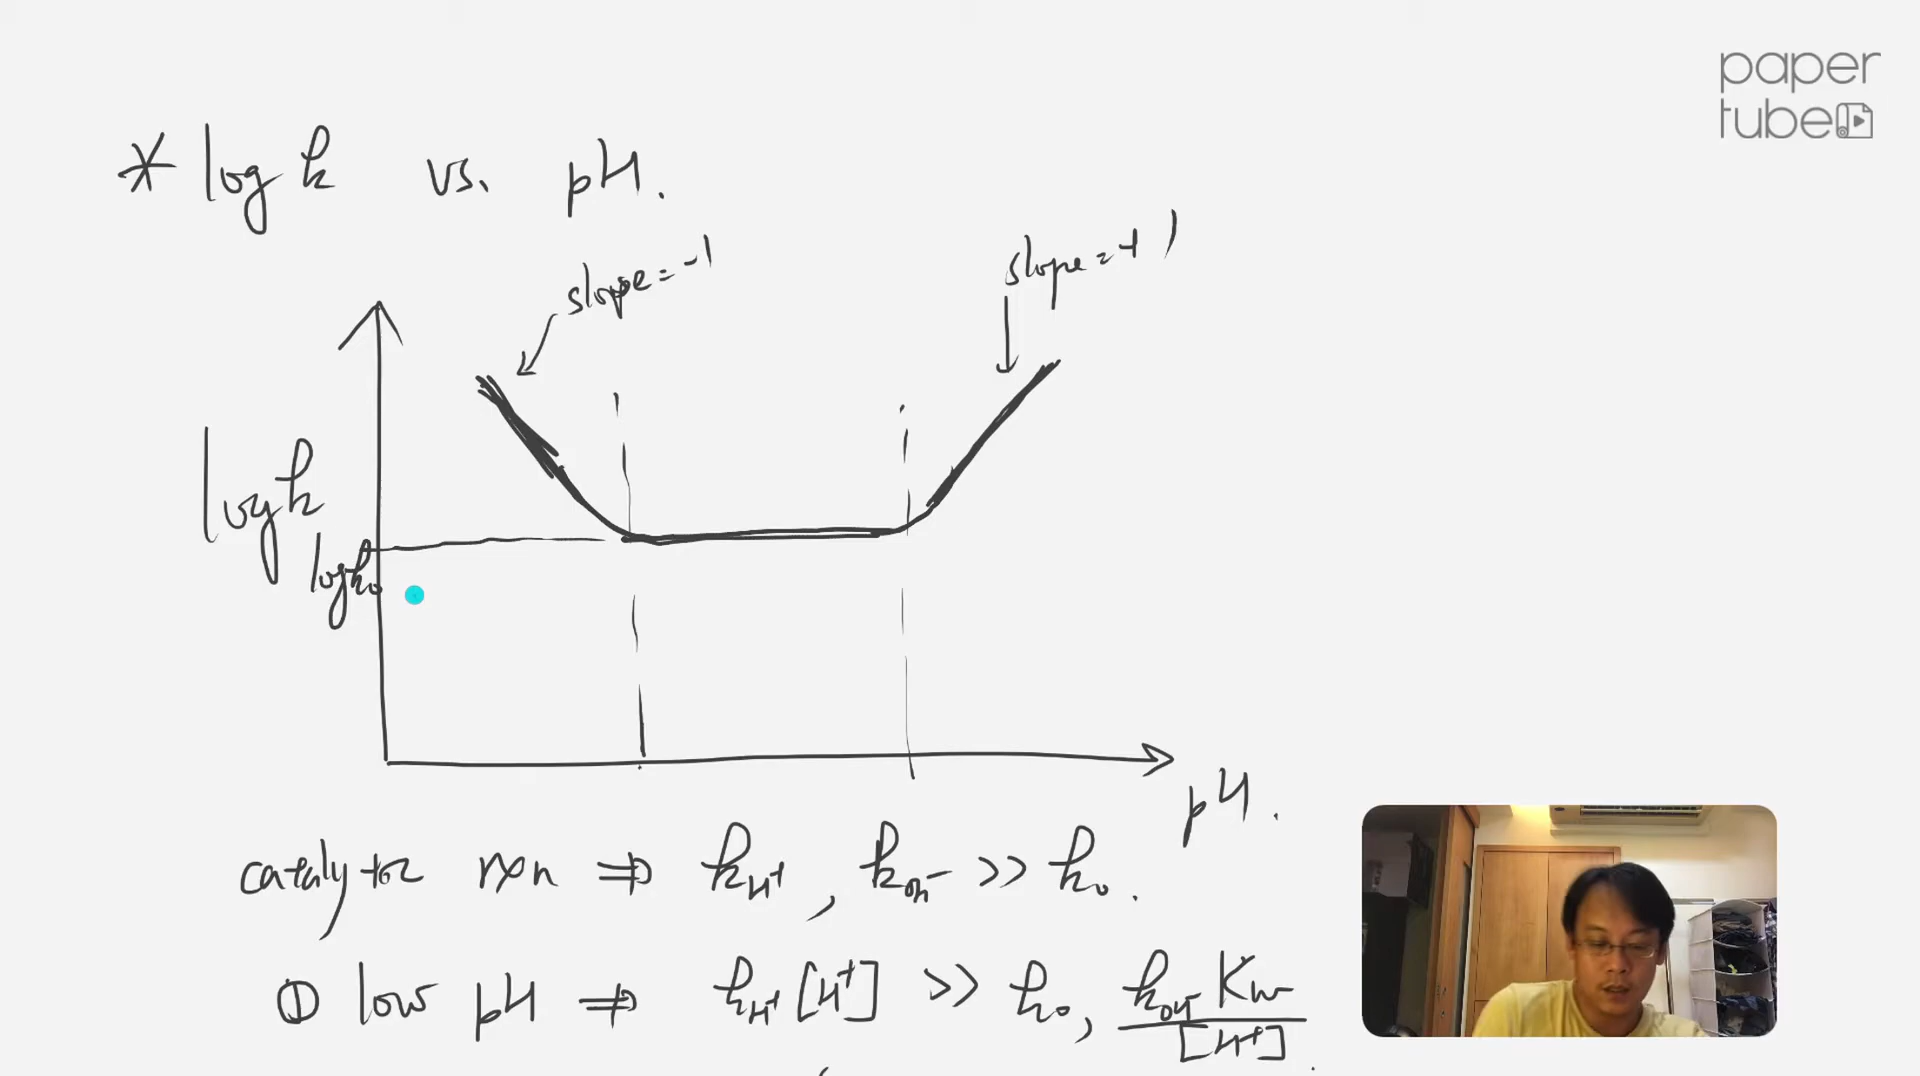 paper
tube
* log k vs. pH.
slope = -1
slope = +1
log k
log k₀
pH.
catalytic rxn ⇒ k_H⁺, k_OH⁻ >> k₀.
① low pH ⇒ k_H⁺[H⁺] >> k₀, k_OH⁻ Kw / [H⁺]